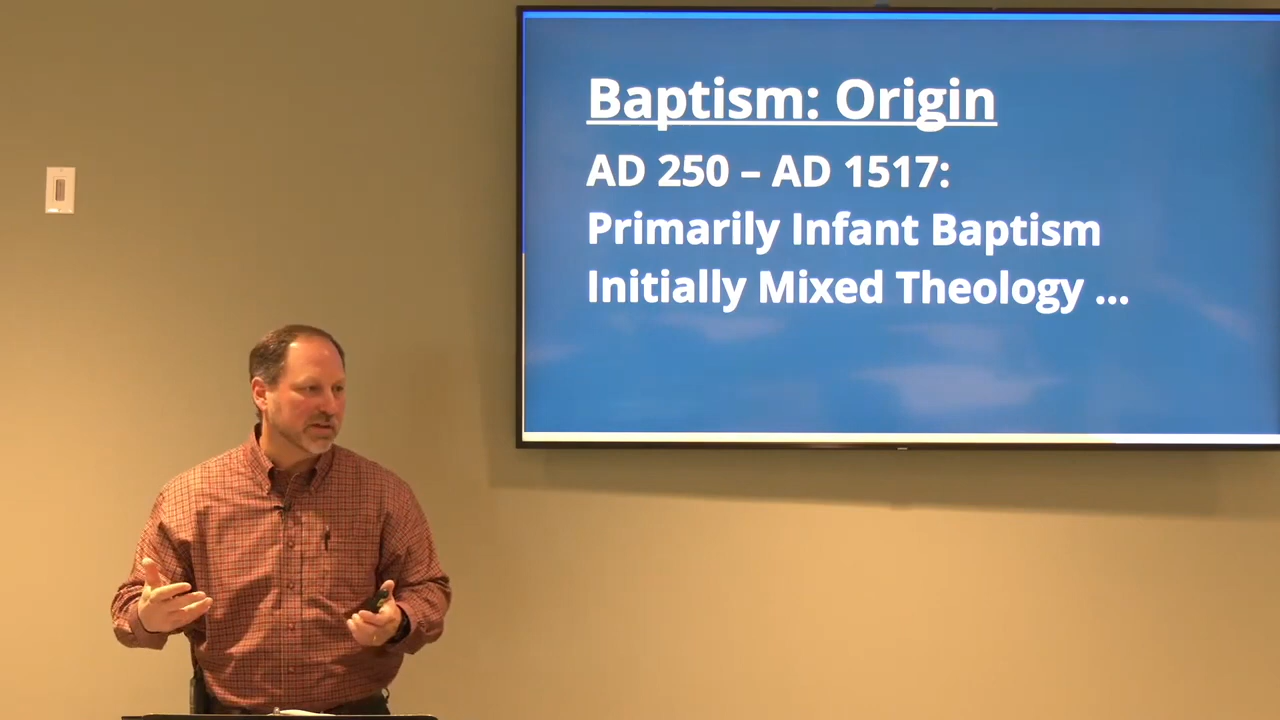 Baptism: Origin
AD 250 – AD 1517:
Primarily Infant Baptism
Initially Mixed Theology ...